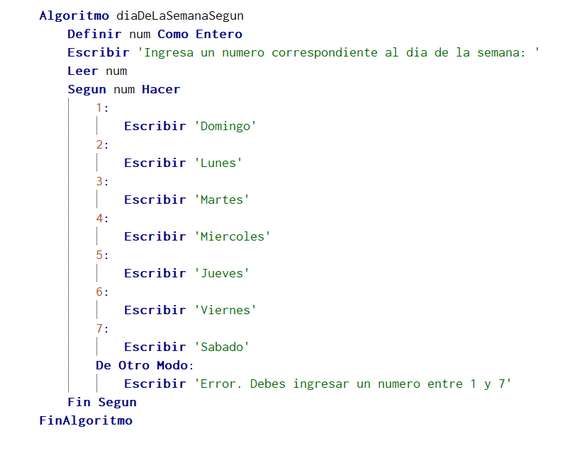 Algoritmo diaDeLaSemanaSegun
Definir num Como Entero
Escribir 'Ingresa un numero correspondiente al dia de la semana: '
Leer num
Segun num Hacer
1:
Escribir 'Domingo'
2:
Escribir 'Lunes'
3:
Escribir 'Martes'
4:
Escribir 'Miercoles'
5:
Escribir 'Jueves'
6:
Escribir 'Viernes'
7:
Escribir 'Sabado'
De Otro Modo:
Escribir 'Error. Debes ingresar un numero entre 1 y 7'
Fin Segun
FinAlgoritmo